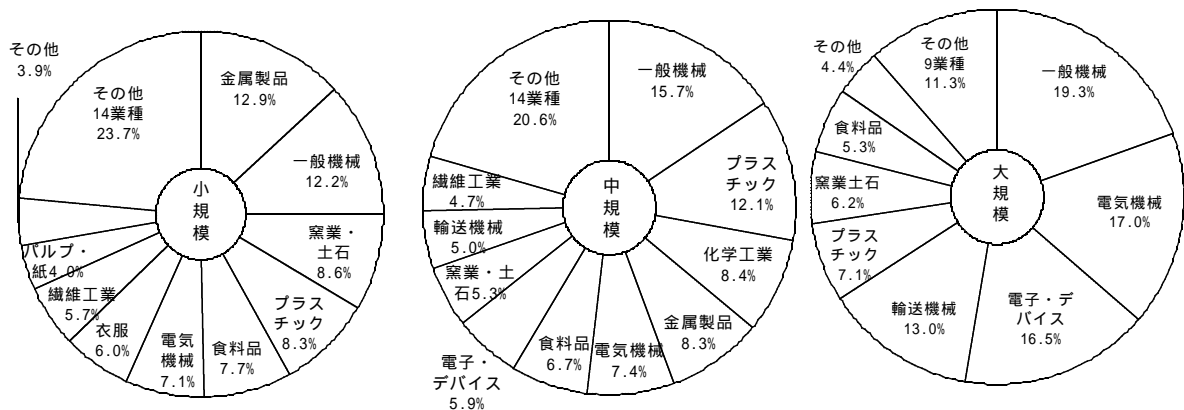 その他
3.9%
その他
14業種
23.7%
金属製品
12.9%
一般機械
12.2%
窯業・
土石
8.6%
プラス
チック
8.3%
食料品
7.7%
電気
機械
7.1%
衣服
6.0%
繊維工業
5.7%
パルプ・
紙4.0%
小
規
模
その他
14業種
20.6%
一般機械
15.7%
プラス
チック
12.1%
化学工業
8.4%
金属製品
8.3%
電気機械
7.4%
食料品
6.7%
電子・
デバイス
5.9%
窯業・土
石5.3%
輸送機械
5.0%
繊維工業
4.7%
中
規
模
その他
4.4%
その他
9業種
11.3%
一般機械
19.3%
電気機械
17.0%
電子・デ
バイス
16.5%
輸送機械
13.0%
プラス
チック
7.1%
窯業土石
6.2%
食料品
5.3%
大
規
模